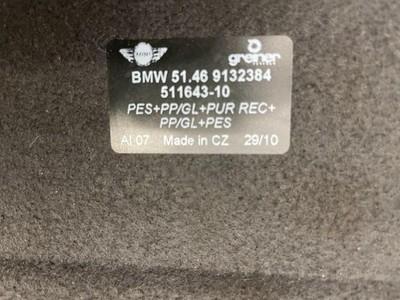 MINI greiner
BMW 51.46 9132384
511643-10
PES+PP/GL+PUR REC+
PP/GL+PES
AI 07 Made in CZ 29/10